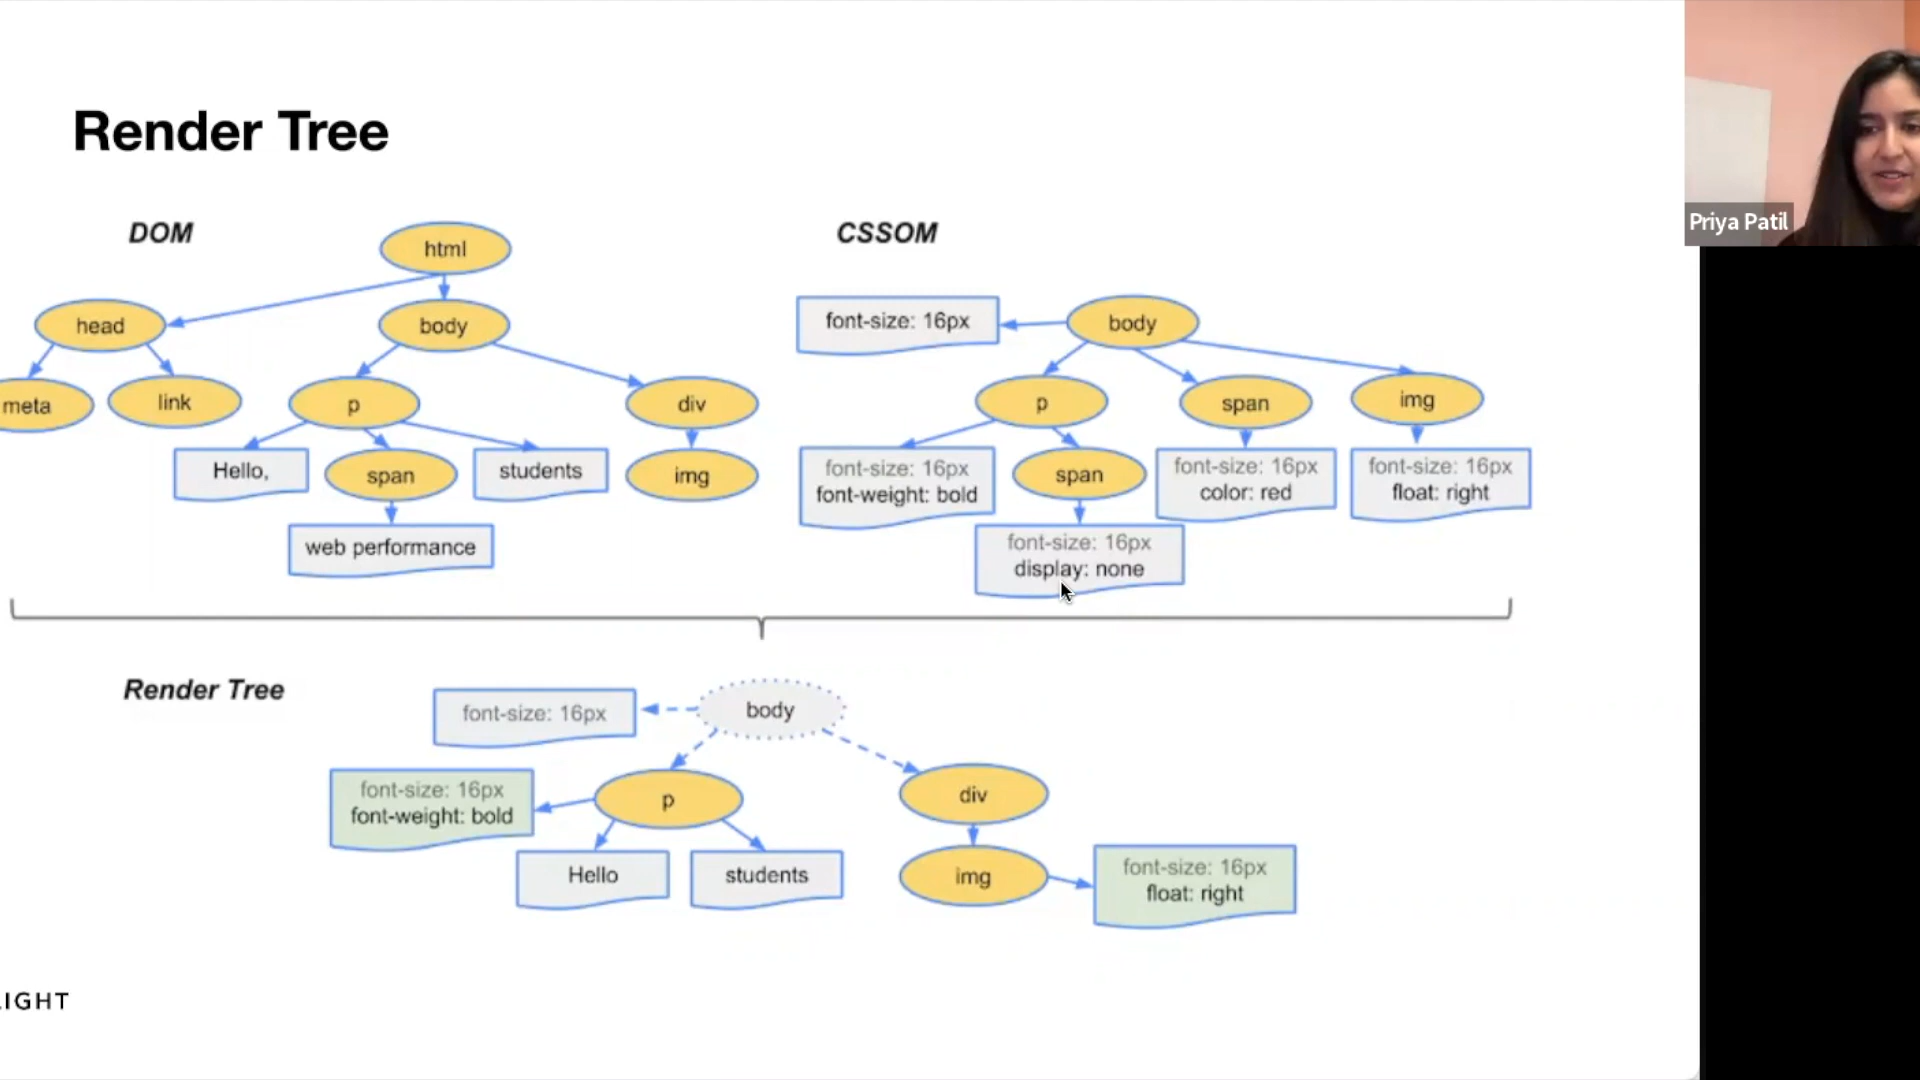 Render Tree
Priya Patil
DOM
html
head
body
meta
link
p
div
Hello,
span
students
img
web performance
CSSOM
font-size: 16px
body
p
span
img
font-size: 16px
font-weight: bold
span
font-size: 16px
color: red
font-size: 16px
float: right
font-size: 16px
display: none
Render Tree
font-size: 16px
body
font-size: 16px
font-weight: bold
p
div
Hello
students
img
font-size: 16px
float: right
IGHT